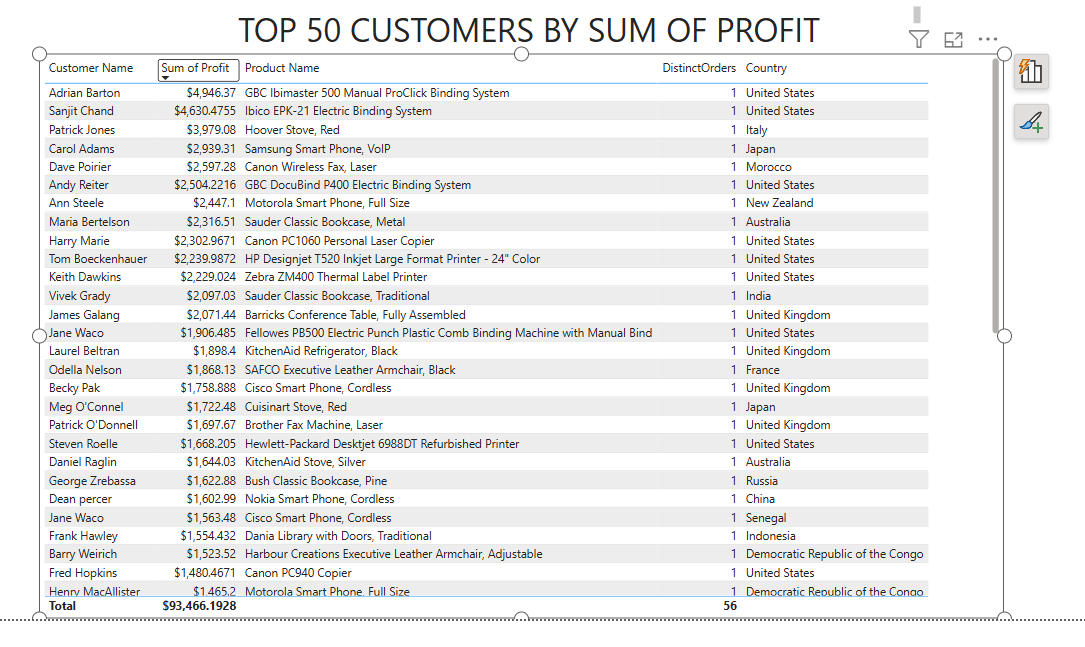 TOP 50 CUSTOMERS BY SUM OF PROFIT
Customer Name Sum of Profit Product Name DistinctOrders Country
Adrian Barton $4,946.37 GBC Ibimaster 500 Manual ProClick Binding System 1 United States
Sanjit Chand $4,630.4755 Ibico EPK-21 Electric Binding System 1 United States
Patrick Jones $3,979.08 Hoover Stove, Red 1 Italy
Carol Adams $2,939.31 Samsung Smart Phone, VoIP 1 Japan
Dave Poirier $2,597.28 Canon Wireless Fax, Laser 1 Morocco
Andy Reiter $2,504.2216 GBC DocuBind P400 Electric Binding System 1 United States
Ann Steele $2,447.1 Motorola Smart Phone, Full Size 1 New Zealand
Maria Bertelson $2,316.51 Sauder Classic Bookcase, Metal 1 Australia
Harry Marie $2,302.9671 Canon PC1060 Personal Laser Copier 1 United States
Tom Boeckenhauer $2,239.9872 HP Designjet T520 Inkjet Large Format Printer - 24" Color 1 United States
Keith Dawkins $2,229.024 Zebra ZM400 Thermal Label Printer 1 United States
Vivek Grady $2,097.03 Sauder Classic Bookcase, Traditional 1 India
James Galang $2,071.44 Barricks Conference Table, Fully Assembled 1 United Kingdom
Jane Waco $1,906.485 Fellowes PB500 Electric Punch Plastic Comb Binding Machine with Manual Bind 1 United States
Laurel Beltran $1,898.4 KitchenAid Refrigerator, Black 1 United Kingdom
Odella Nelson $1,868.13 SAFCO Executive Leather Armchair, Black 1 France
Becky Pak $1,758.888 Cisco Smart Phone, Cordless 1 United Kingdom
Meg O'Connel $1,722.48 Cuisinart Stove, Red 1 Japan
Patrick O'Donnell $1,697.67 Brother Fax Machine, Laser 1 United Kingdom
Steven Roelle $1,668.205 Hewlett-Packard Deskjet 6988DT Refurbished Printer 1 United States
Daniel Raglin $1,644.03 KitchenAid Stove, Silver 1 Australia
George Zrebassa $1,622.88 Bush Classic Bookcase, Pine 1 Russia
Dean percer $1,602.99 Nokia Smart Phone, Cordless 1 China
Jane Waco $1,563.48 Cisco Smart Phone, Cordless 1 Senegal
Frank Hawley $1,554.432 Dania Library with Doors, Traditional 1 Indonesia
Barry Weirich $1,523.52 Harbour Creations Executive Leather Armchair, Adjustable 1 Democratic Republic of the Congo
Fred Hopkins $1,480.4671 Canon PC940 Copier 1 United States
Henry MacAllister $1,465.2 Motorola Smart Phone, Full Size 1 Democratic Republic of the Congo
Total $93,466.1928 56